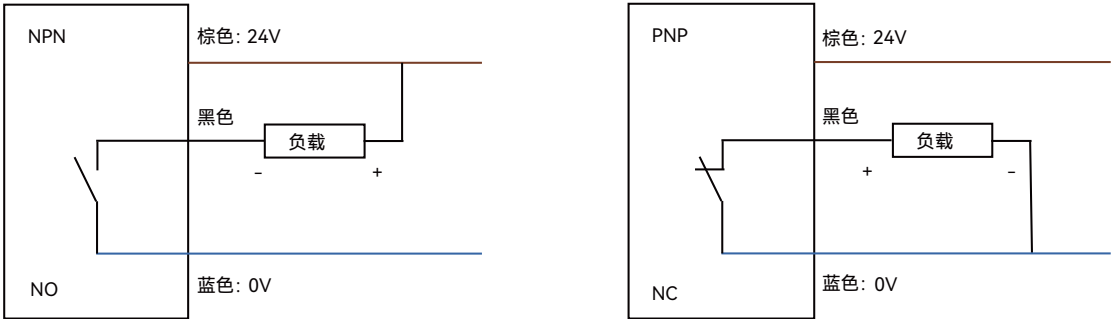 NPN
棕色: 24V
黑色
负载
- +
NO
蓝色: 0V
PNP
棕色: 24V
黑色
负载
+ -
NC
蓝色: 0V